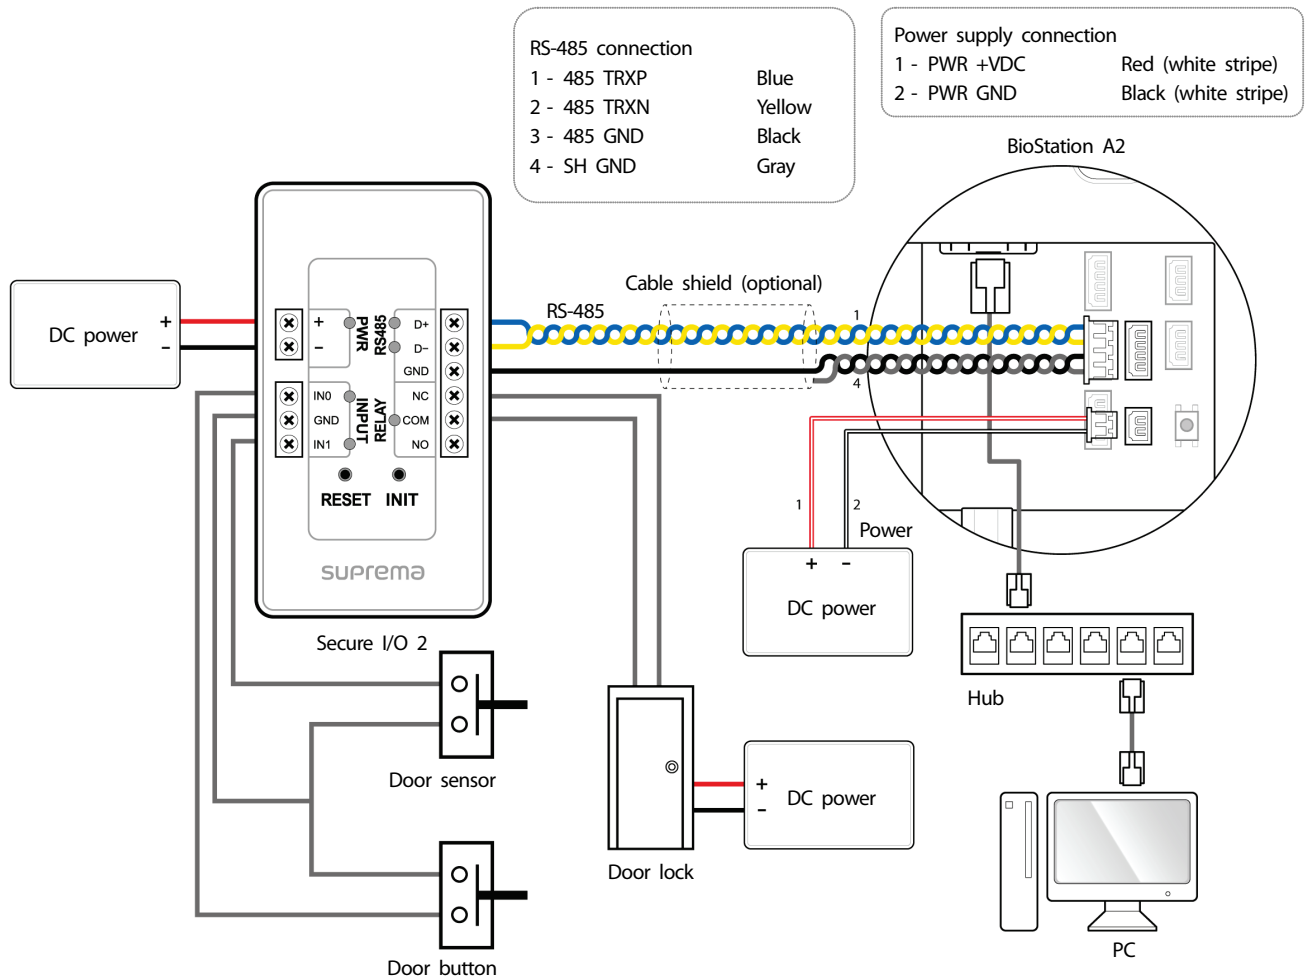 RS-485 connection
1 - 485 TRXP Blue
2 - 485 TRXN Yellow
3 - 485 GND Black
4 - SH GND Gray
Power supply connection
1 - PWR +VDC Red (white stripe)
2 - PWR GND Black (white stripe)
BioStation A2
Cable shield (optional)
RS-485
1
4
DC power
+
−
+
−
PWR
RS485
D+
D−
GND
IN0
GND
IN1
INPUT
RELAY
NC
COM
NO
RESET INIT
suprema
Secure I/O 2
1
2
Power
+ −
DC power
Hub
Door sensor
Door lock
+
−
DC power
Door button
PC